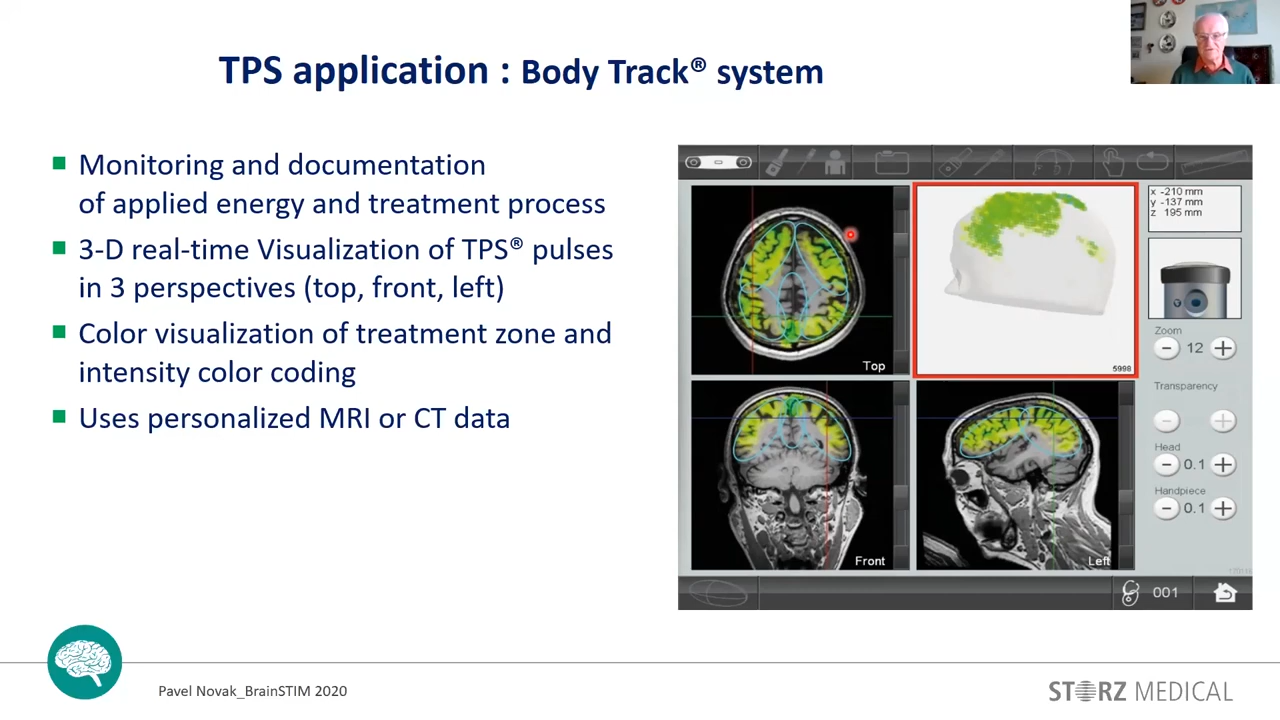 TPS application : Body Track® system
Monitoring and documentation
of applied energy and treatment process
3-D real-time Visualization of TPS® pulses
in 3 perspectives (top, front, left)
Color visualization of treatment zone and
intensity color coding
Uses personalized MRI or CT data
x -210 mm
y -137 mm
z 195 mm
Top
5998
Zoom
12
Transparency
Head
0.1
Handpiece
0.1
Front
Left
001
Pavel Novak_BrainSTIM 2020
STORZ MEDICAL